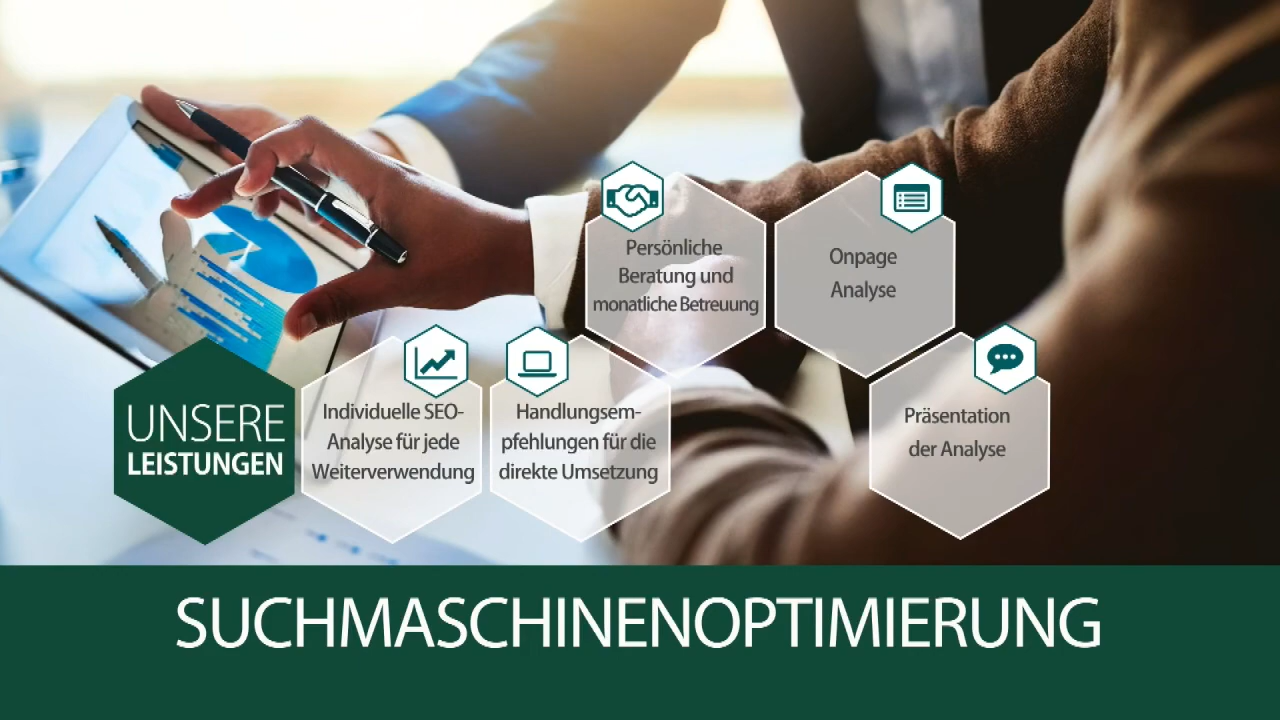 Persönliche
Beratung und
monatliche Betreuung
Onpage
Analyse
UNSERE
LEISTUNGEN
Individuelle SEO-
Analyse für jede
Weiterverwendung
Handlungsem-
pfehlungen für die
direkte Umsetzung
Präsentation
der Analyse
SUCHMASCHINENOPTIMIERUNG